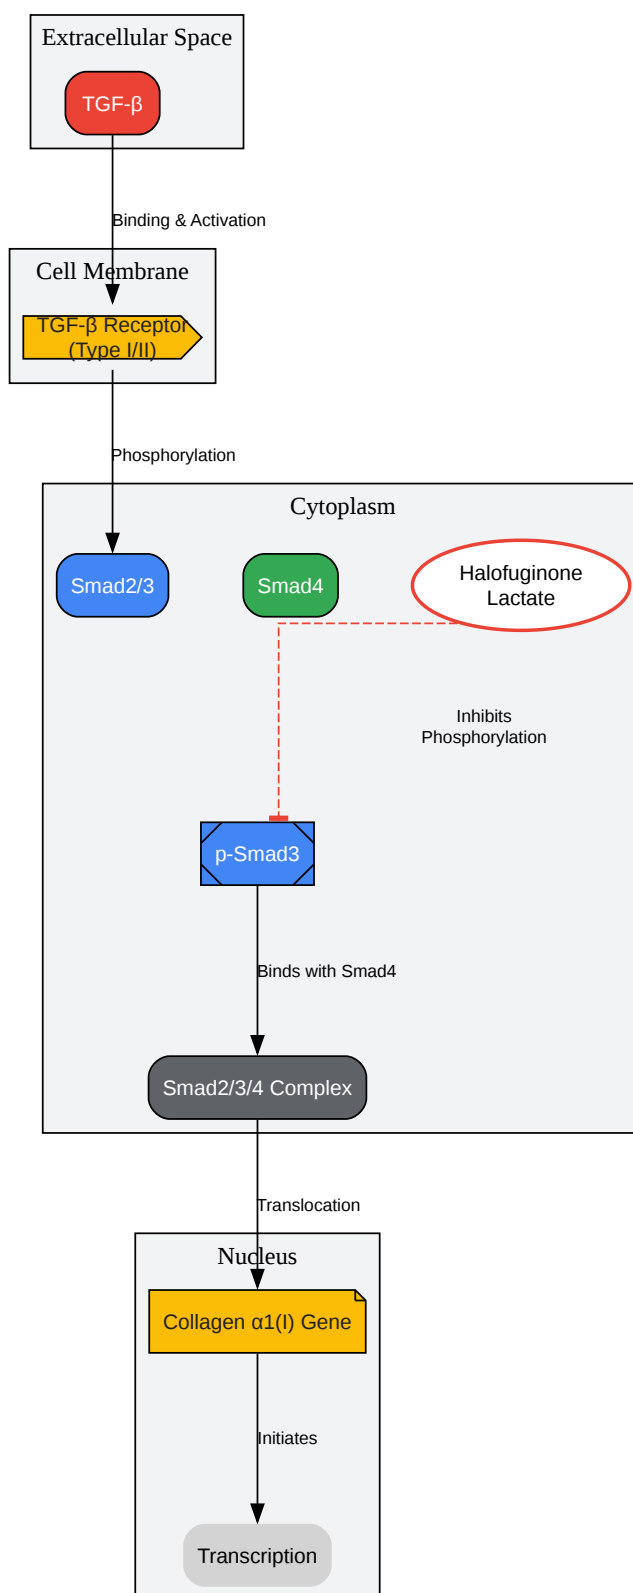 Extracellular Space
TGF-β
Binding & Activation
Cell Membrane
TGF-β Receptor
(Type I/II)
Phosphorylation
Cytoplasm
Smad2/3
Smad4
Halofuginone
Lactate
Inhibits
Phosphorylation
p-Smad3
Binds with Smad4
Smad2/3/4 Complex
Translocation
Nucleus
Collagen α1(I) Gene
Initiates
Transcription